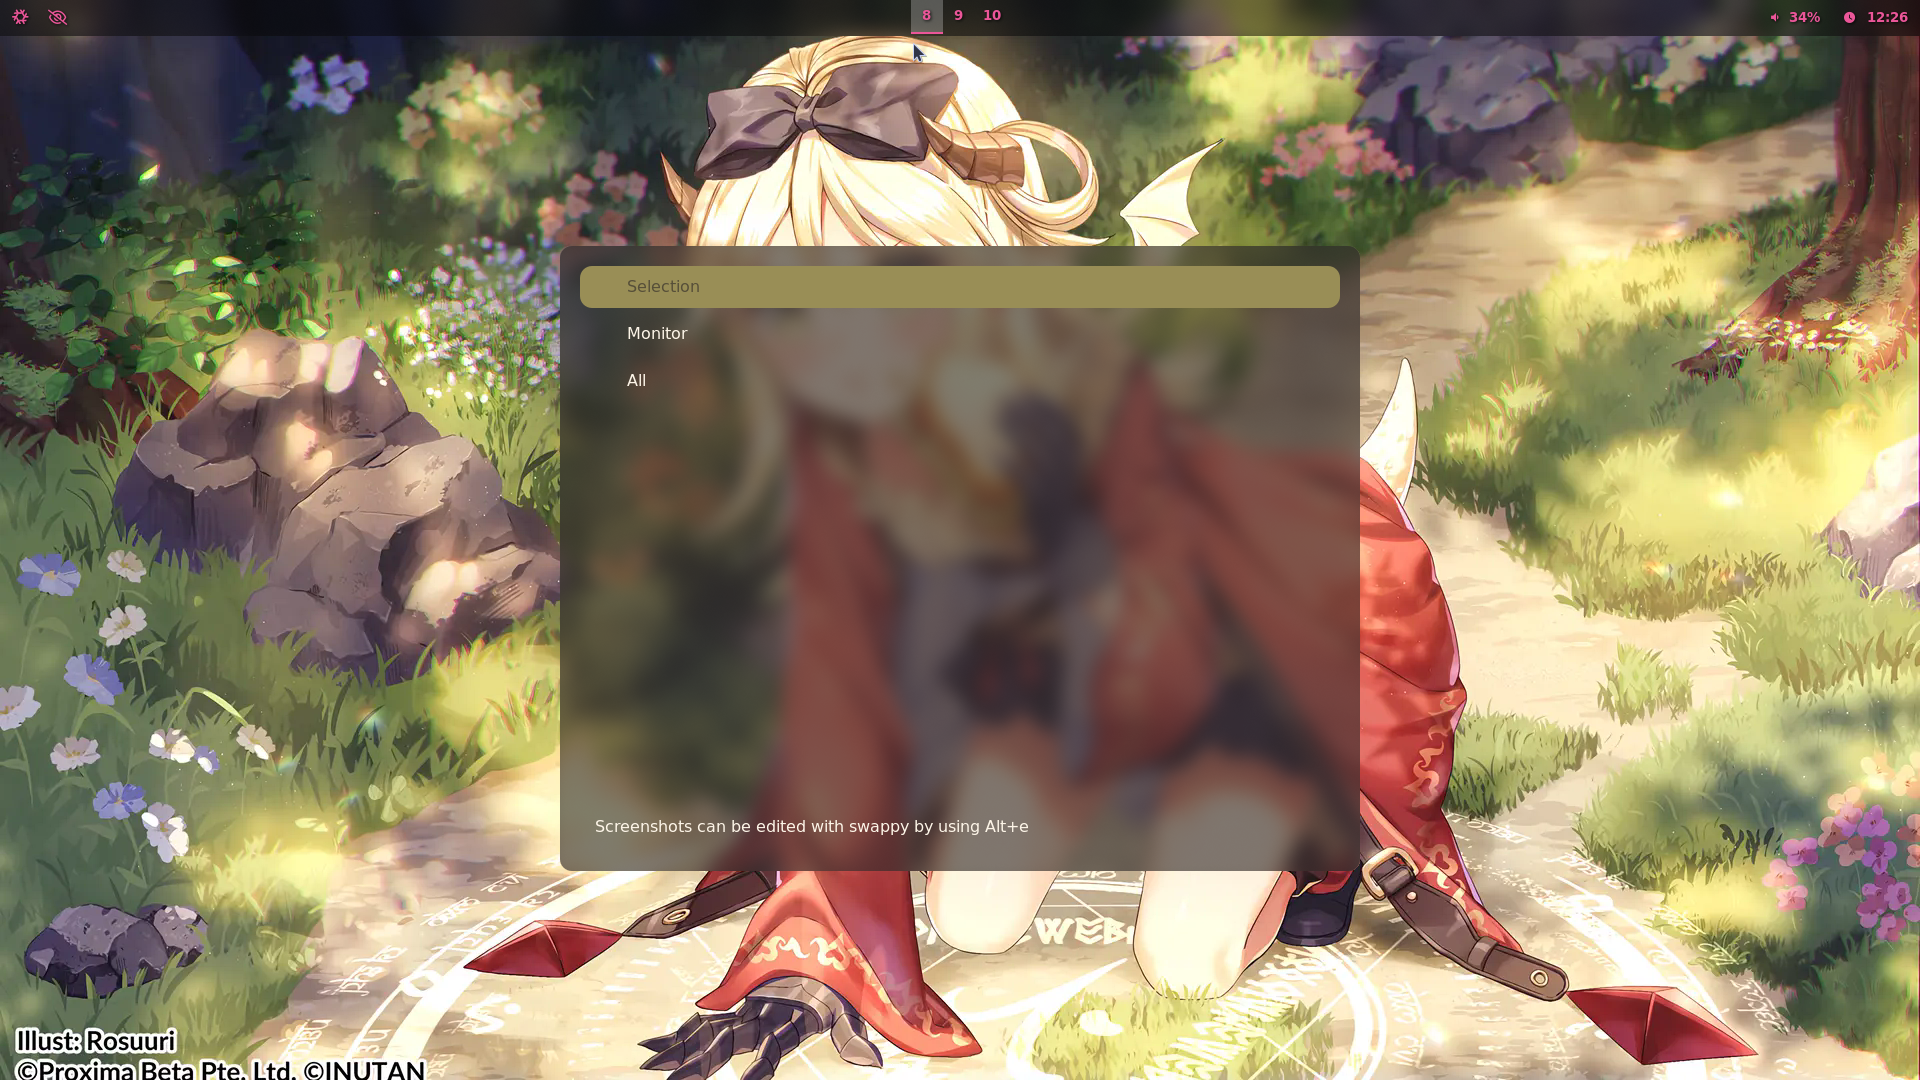 8 9 10
34% 12:26
Selection
Monitor
All
Screenshots can be edited with swappy by using Alt+e
Illust: Rosuuri
©Proxima Beta Pte. Ltd. ©INUTAN